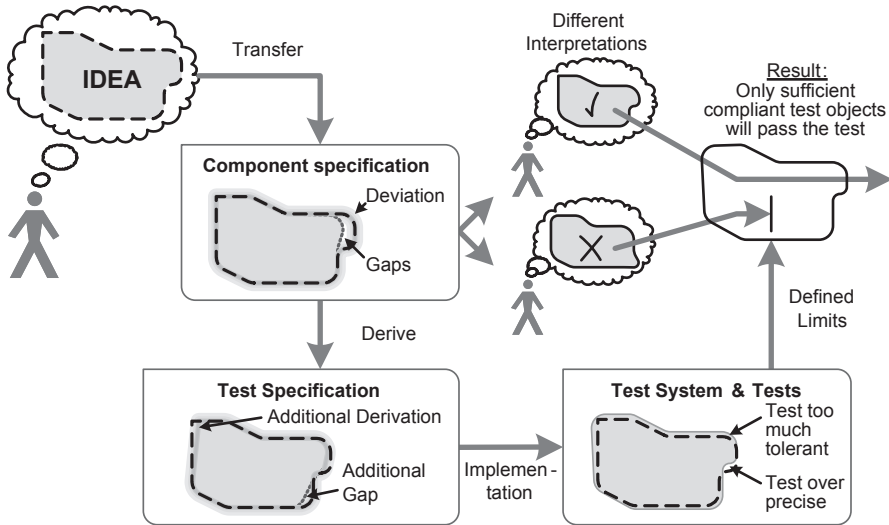 IDEA
Transfer
Different
Interpretations
Result:
Only sufficient
compliant test objects
will pass the test
Component specification
Deviation
Gaps
Derive
Defined
Limits
Test Specification
Additional Derivation
Additional
Gap
Implemen-
tation
Test System & Tests
Test too
much
tolerant
Test over
precise